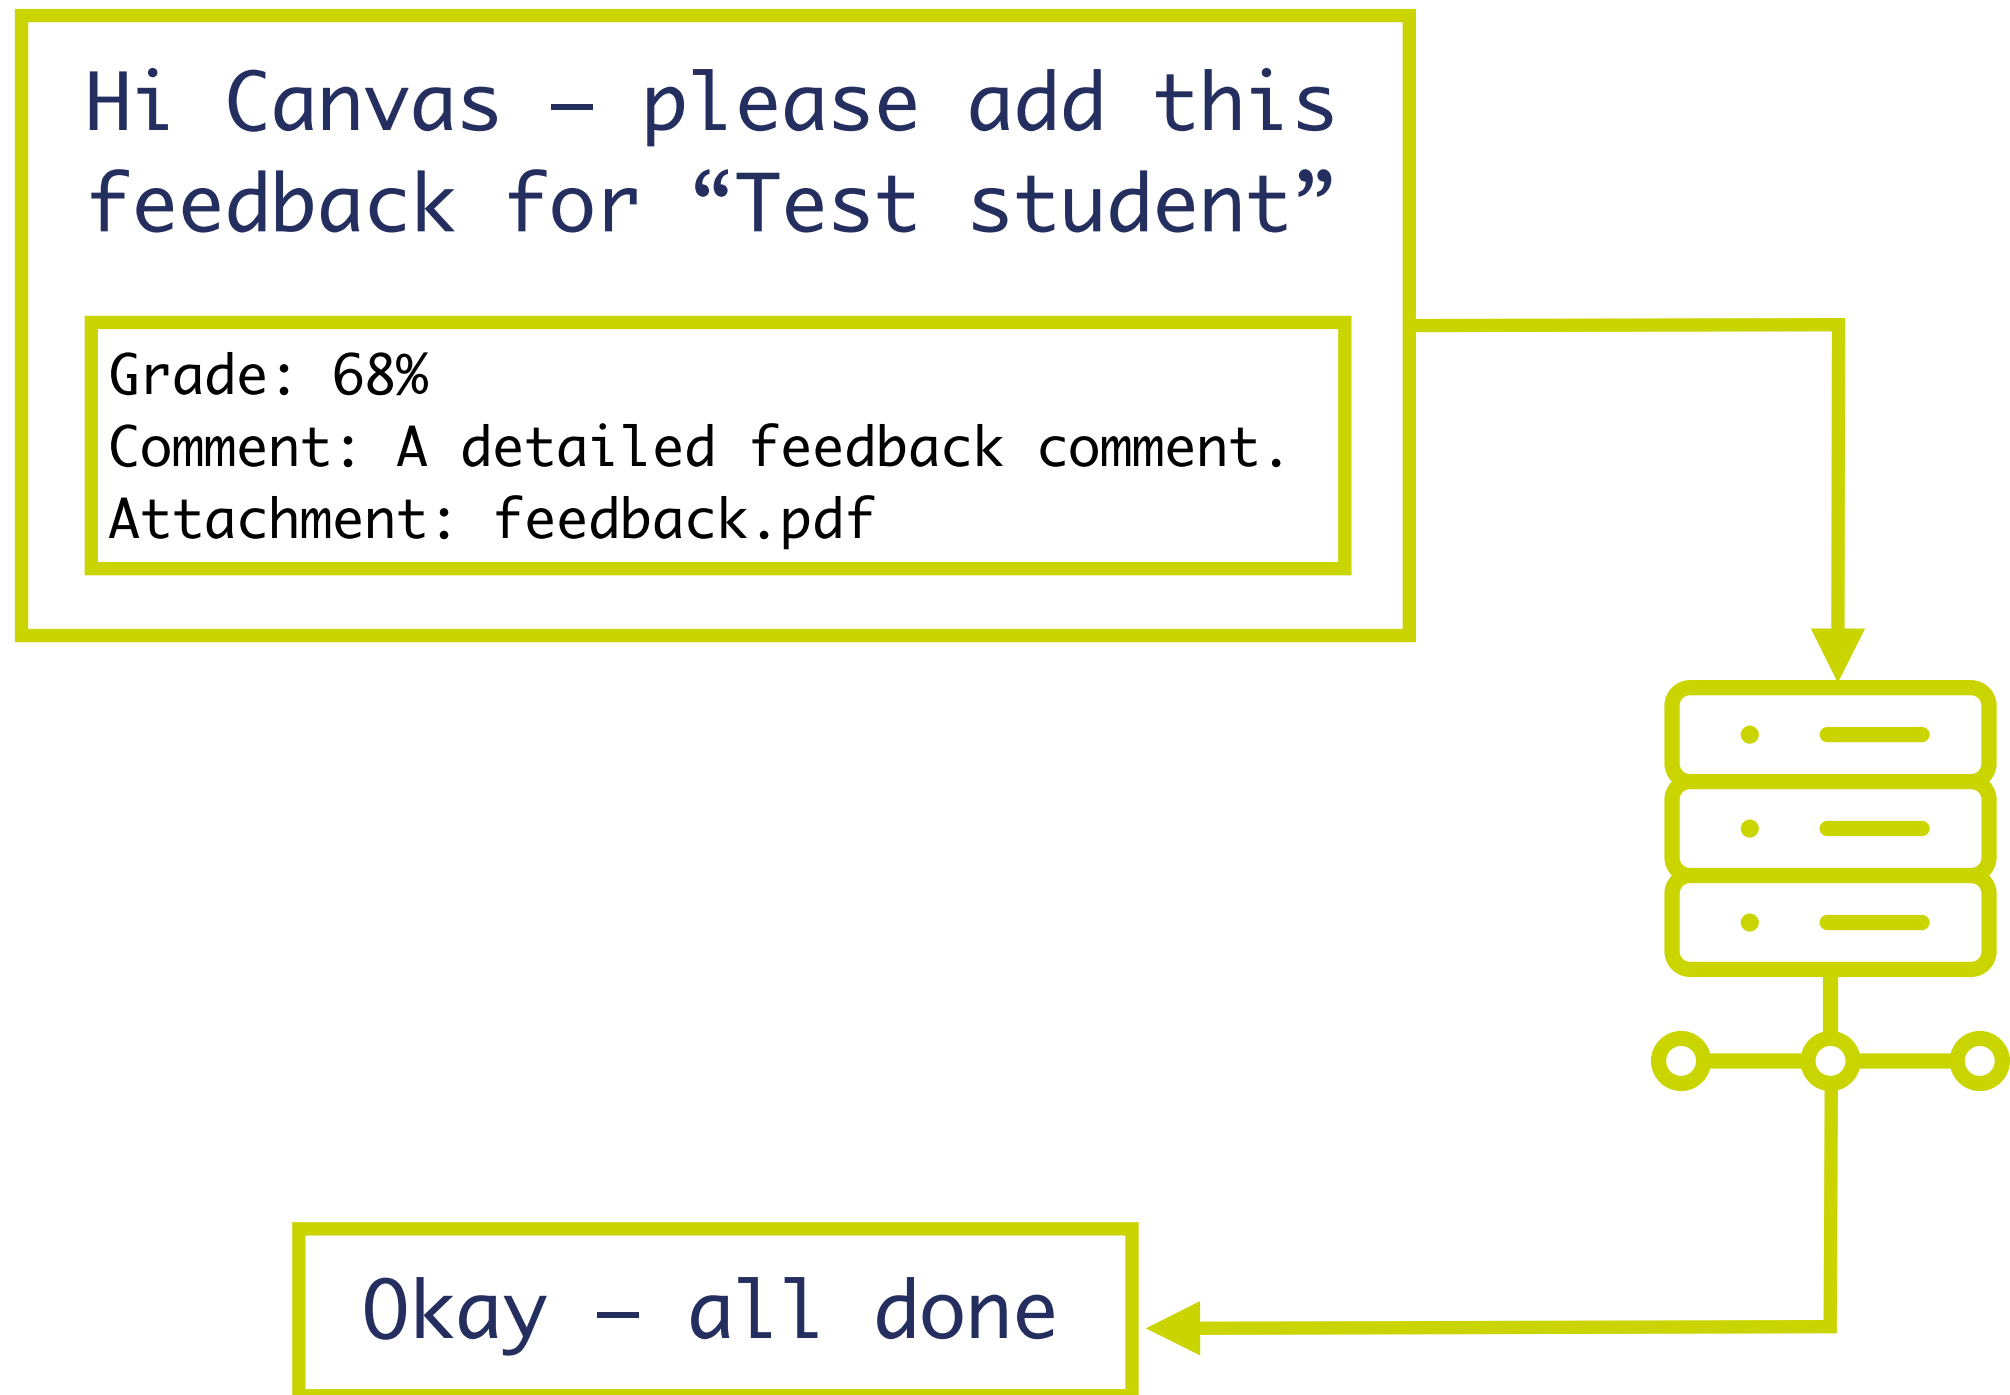 Hi Canvas – please add this
feedback for “Test student”
Grade: 68%
Comment: A detailed feedback comment.
Attachment: feedback.pdf
Okay – all done